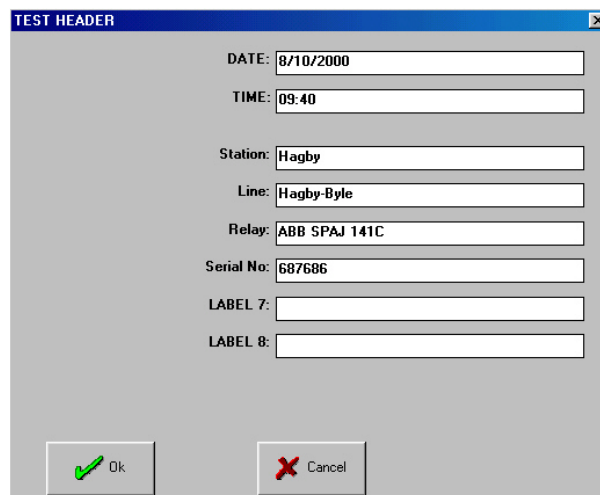 TEST HEADER
DATE: 8/10/2000
TIME: 09:40
Station: Hagby
Line: Hagby-Byle
Relay: ABB SPAJ 141C
Serial No: 687686
LABEL 7:
LABEL 8:
Ok Cancel